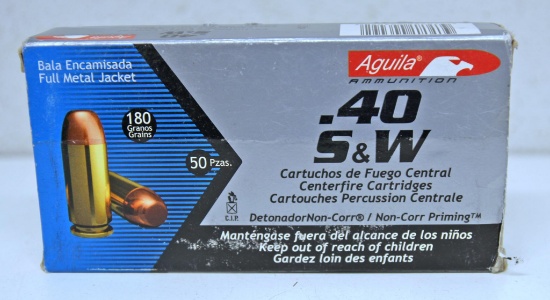 Bala Encamisada
Full Metal Jacket
180
Granos
Grains
50 Pzas.
C.I.P.
Aguila®
AMMUNITION
.40
S&W
Cartuchos de Fuego Central
Centerfire Cartridges
Cartouches Percussion Centrale
DetonadorNon-Corr® / Non-Corr Priming™
Manténgase fuera del alcance de los niños
Keep out of reach of children
Gardez loin des enfants